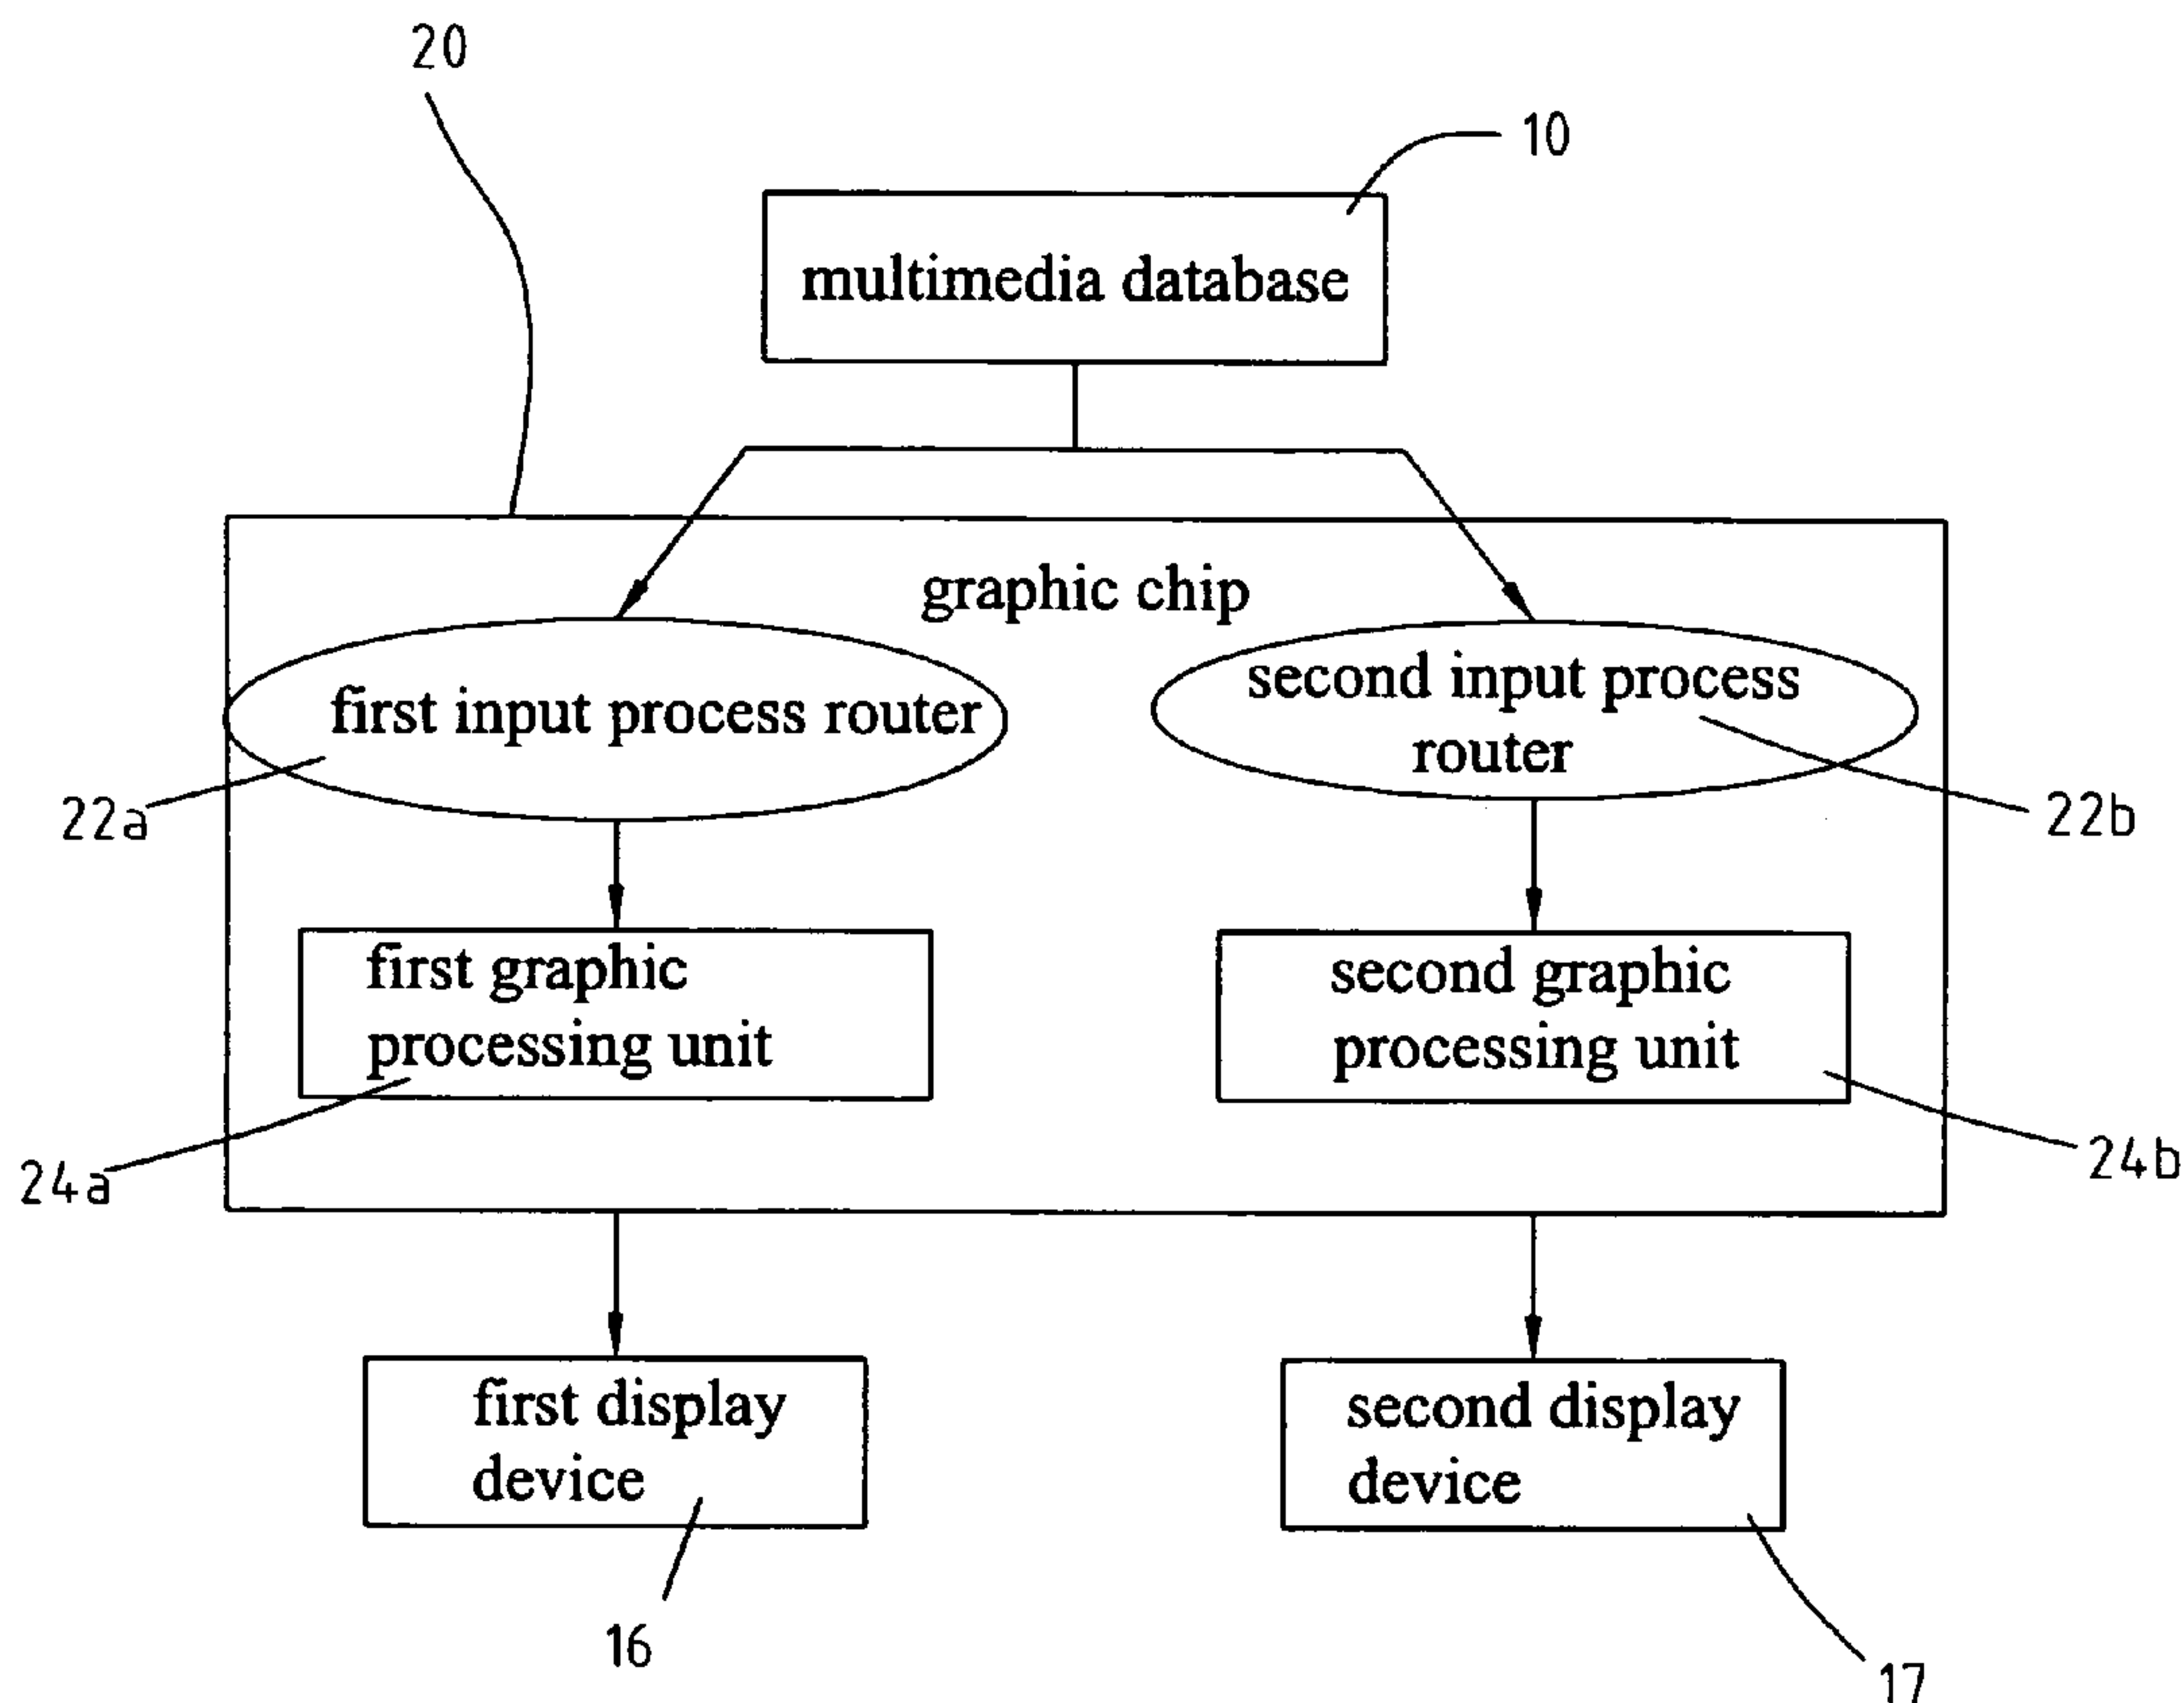 20
10
multimedia database
graphic chip
first input process router
second input process
router
22a
22b
first graphic
processing unit
second graphic
processing unit
24a
24b
first display
device
second display
device
16
17